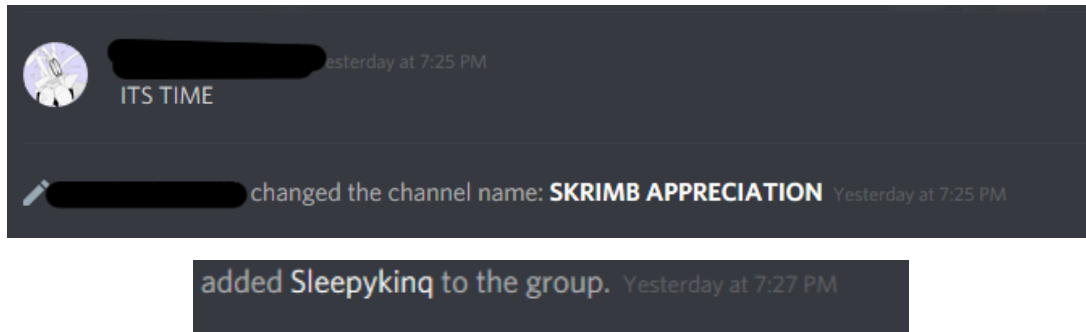 esterday at 7:25 PM
ITS TIME
changed the channel name: SKRIMB APPRECIATION Yesterday at 7:25 PM
added Sleepykinq to the group. Yesterday at 7:27 PM